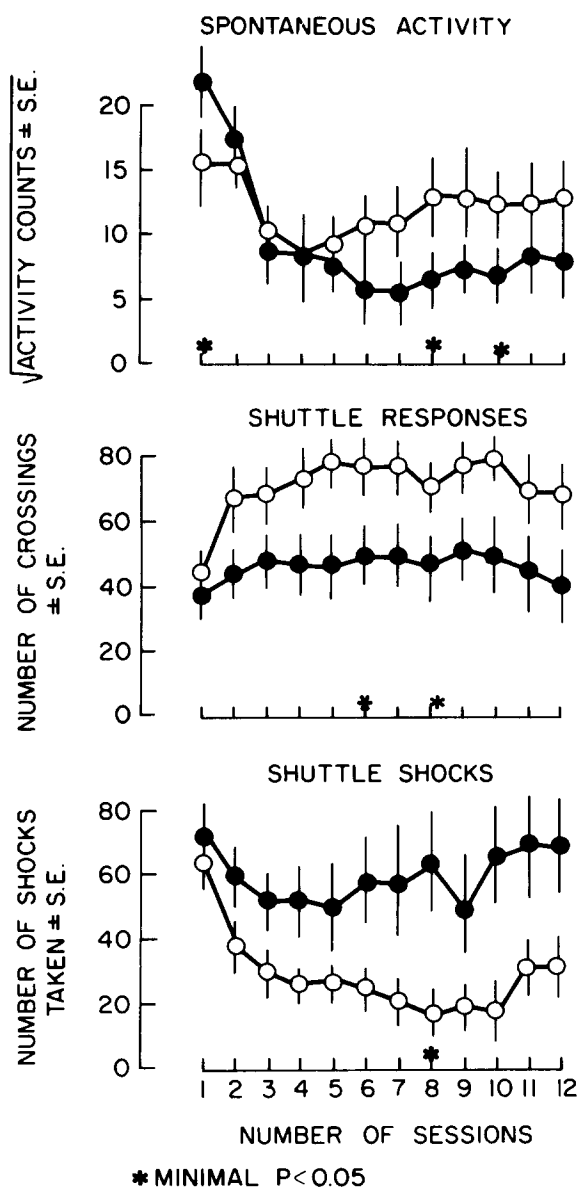 SPONTANEOUS ACTIVITY
√ACTIVITY COUNTS ± S.E.
20
15
10
5
0
*
*
*
SHUTTLE RESPONSES
NUMBER OF CROSSINGS
± S.E.
80
60
40
20
0
*
*
SHUTTLE SHOCKS
NUMBER OF SHOCKS
TAKEN ± S.E.
80
60
40
20
0
*
1 2 3 4 5 6 7 8 9 10 11 12
NUMBER OF SESSIONS
* MINIMAL P<0.05